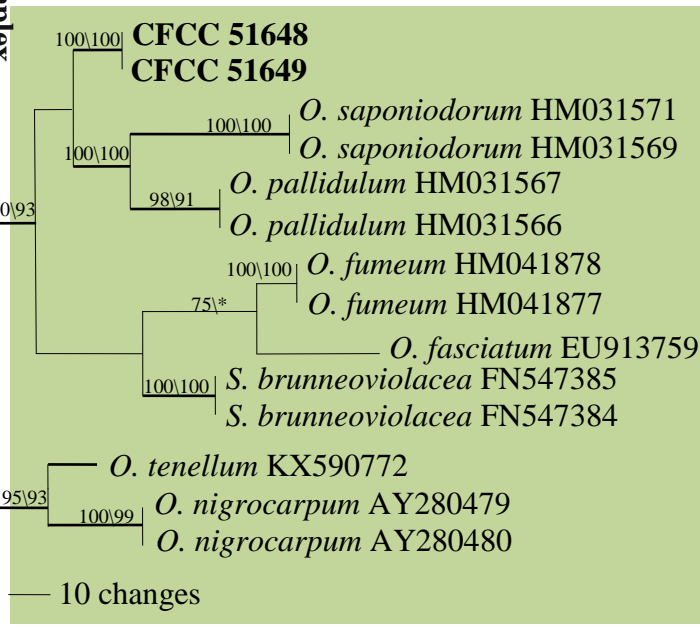 100\100 CFCC 51648
CFCC 51649
100\100 O. saponiodorum HM031571
100\100 O. saponiodorum HM031569
98\91 O. pallidulum HM031567
0\93 O. pallidulum HM031566
100\100 O. fumeum HM041878
75\* O. fumeum HM041877
O. fasciatum EU913759
100\100 S. brunneoviolacea FN547385
S. brunneoviolacea FN547384
O. tenellum KX590772
95\93 O. nigrocarpum AY280479
100\99 O. nigrocarpum AY280480
10 changes